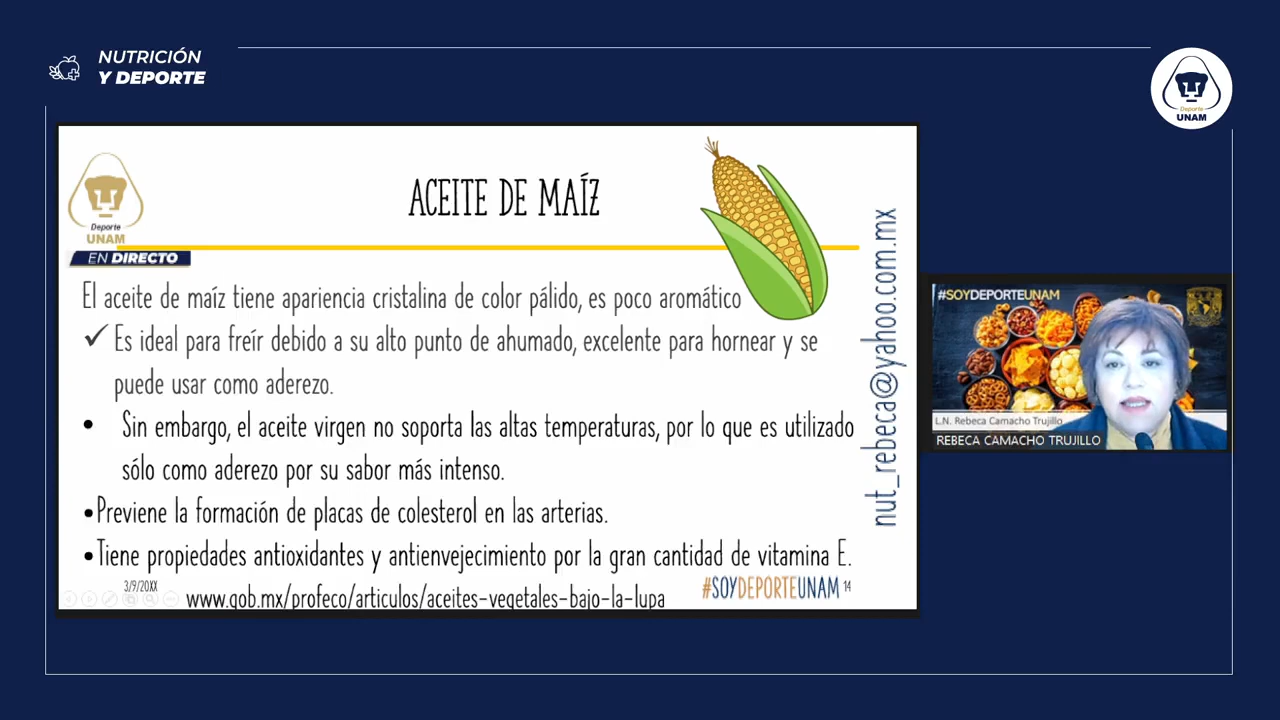 NUTRICIÓN
Y DEPORTE
Deporte
UNAM
Deporte
UNAM
EN DIRECTO
ACEITE DE MAÍZ
El aceite de maíz tiene apariencia cristalina de color pálido, es poco aromático
✓ Es ideal para freír debido a su alto punto de ahumado, excelente para hornear y se
puede usar como aderezo.
• Sin embargo, el aceite virgen no soporta las altas temperaturas, por lo que es utilizado
sólo como aderezo por su sabor más intenso.
•Previene la formación de placas de colesterol en las arterias.
•Tiene propiedades antioxidantes y antienvejecimiento por la gran cantidad de vitamina E.
3/9/20XX
www.gob.mx/profeco/articulos/aceites-vegetales-bajo-la-lupa
#SOYDEPORTEUNAM 14
nut_rebeca@yahoo.com.mx
#SOYDEPORTEUNAM
L.N. Rebeca Camacho Trujillo
REBECA CAMACHO TRUJILLO